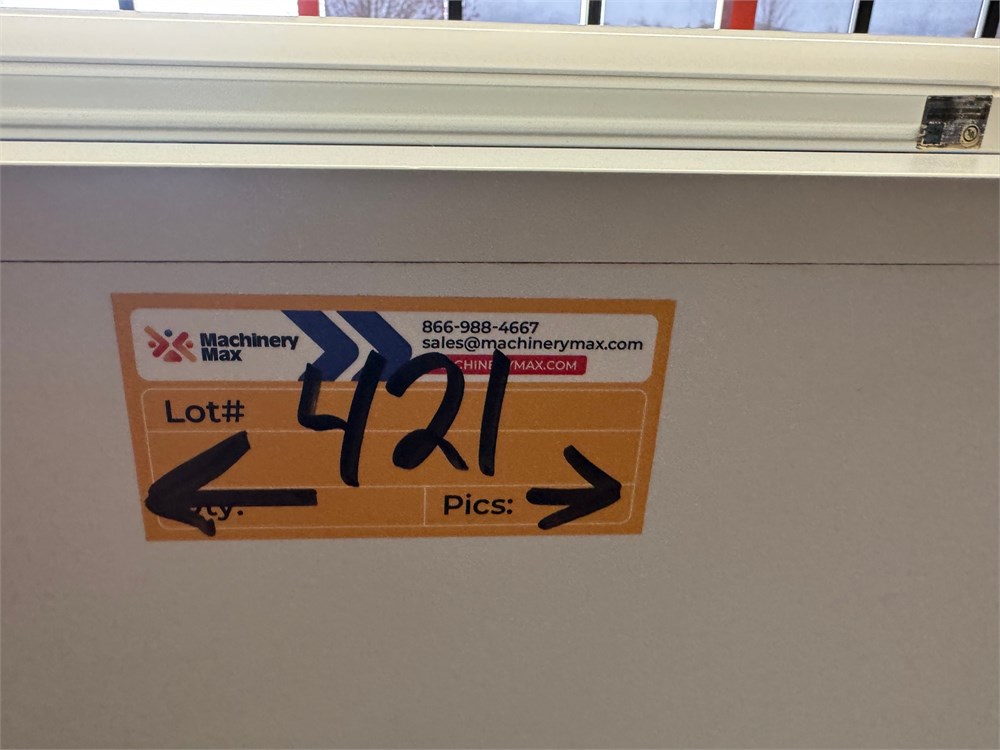 Machinery
Max
866-988-4667
sales@machinerymax.com
Lot# 421
Pics: